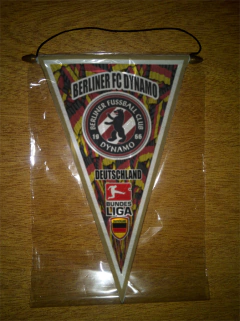 BERLINER FC DYNAMO
BERLINER FUSSBALL CLUB
19 66
DYNAMO
DEUTSCHLAND
BUNDES
LIGA